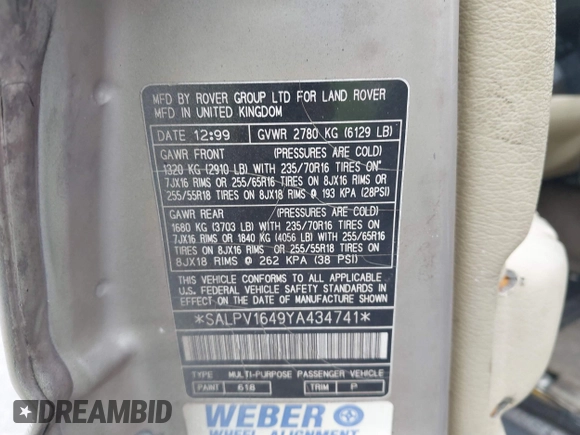 MFD BY ROVER GROUP LTD FOR LAND ROVER
MFD IN UNITED KINGDOM
DATE 12:99 GVWR 2780 KG (6129 LB)
GAWR FRONT (PRESSURES ARE COLD)
1320 KG (2910 LB) WITH 235/70R16 TIRES ON
7JX16 RIMS OR 255/65R16 TIRES ON 8JX16 RIMS OR
255/55R18 TIRES ON 8JX18 RIMS @ 193 KPA (28PSI)
GAWR REAR (PRESSURES ARE COLD)
1680 KG (3703 LB) WITH 235/70R16 TIRES ON
7JX16 RIMS OR 1840 KG (4056 LB) WITH 255/65R16
TIRES ON 8JX16 RIMS OR 255/55R18 TIRES ON
8JX18 RIMS @ 262 KPA (38 PSI)
THIS VEHICLE CONFORMS TO ALL APPLICABLE
U.S. FEDERAL MOTOR VEHICLE SAFETY STANDARDS IN
EFFECT ON THE DATE OF MANUFACTURE SHOWN ABOVE.
*SALPV1649YA434741*
TYPE MULTI-PURPOSE PASSENGER VEHICLE
PAINT 618 TRIM P
WEBER
WHEEL ALIGNMENT
DREAMBID